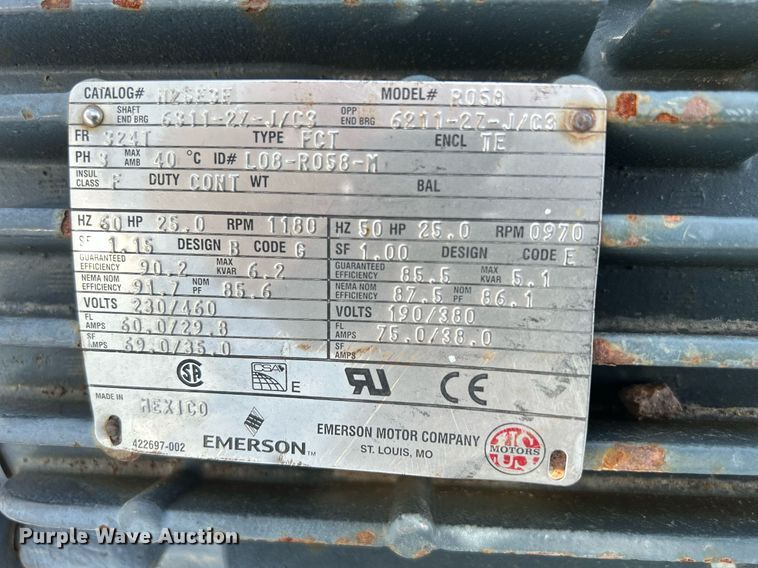 CATALOG# N25E3E MODEL# R058
SHAFT END BRG 6311-2Z-J/C3 OPP END BRG 6211-2Z-J/C3
FR 324T TYPE FCT ENCL TE
PH 3 MAX AMB 40 °C ID# L08-R058-M
INSUL CLASS F DUTY CONT WT BAL
HZ 60 HP 25.0 RPM 1180 HZ 50 HP 25.0 RPM 0970
SF 1.15 DESIGN B CODE G SF 1.00 DESIGN CODE E
GUARANTEED EFFICIENCY 90.2 MAX KVAR 6.2 GUARANTEED EFFICIENCY 85.5 MAX KVAR 5.1
NEMA NOM EFFICIENCY 91.7 NOM PF 85.6 NEMA NOM EFFICIENCY 87.5 NOM PF 86.1
VOLTS 230/460 VOLTS 190/380
FL AMPS 60.0/29.8 FL AMPS 75.0/38.0
SF AMPS 69.0/35.0 SF AMPS
SA CSA E RU CE
MADE IN MEXICO
422697-002 EMERSON™ EMERSON MOTOR COMPANY
ST. LOUIS, MO
US MOTORS
Purple Wave Auction